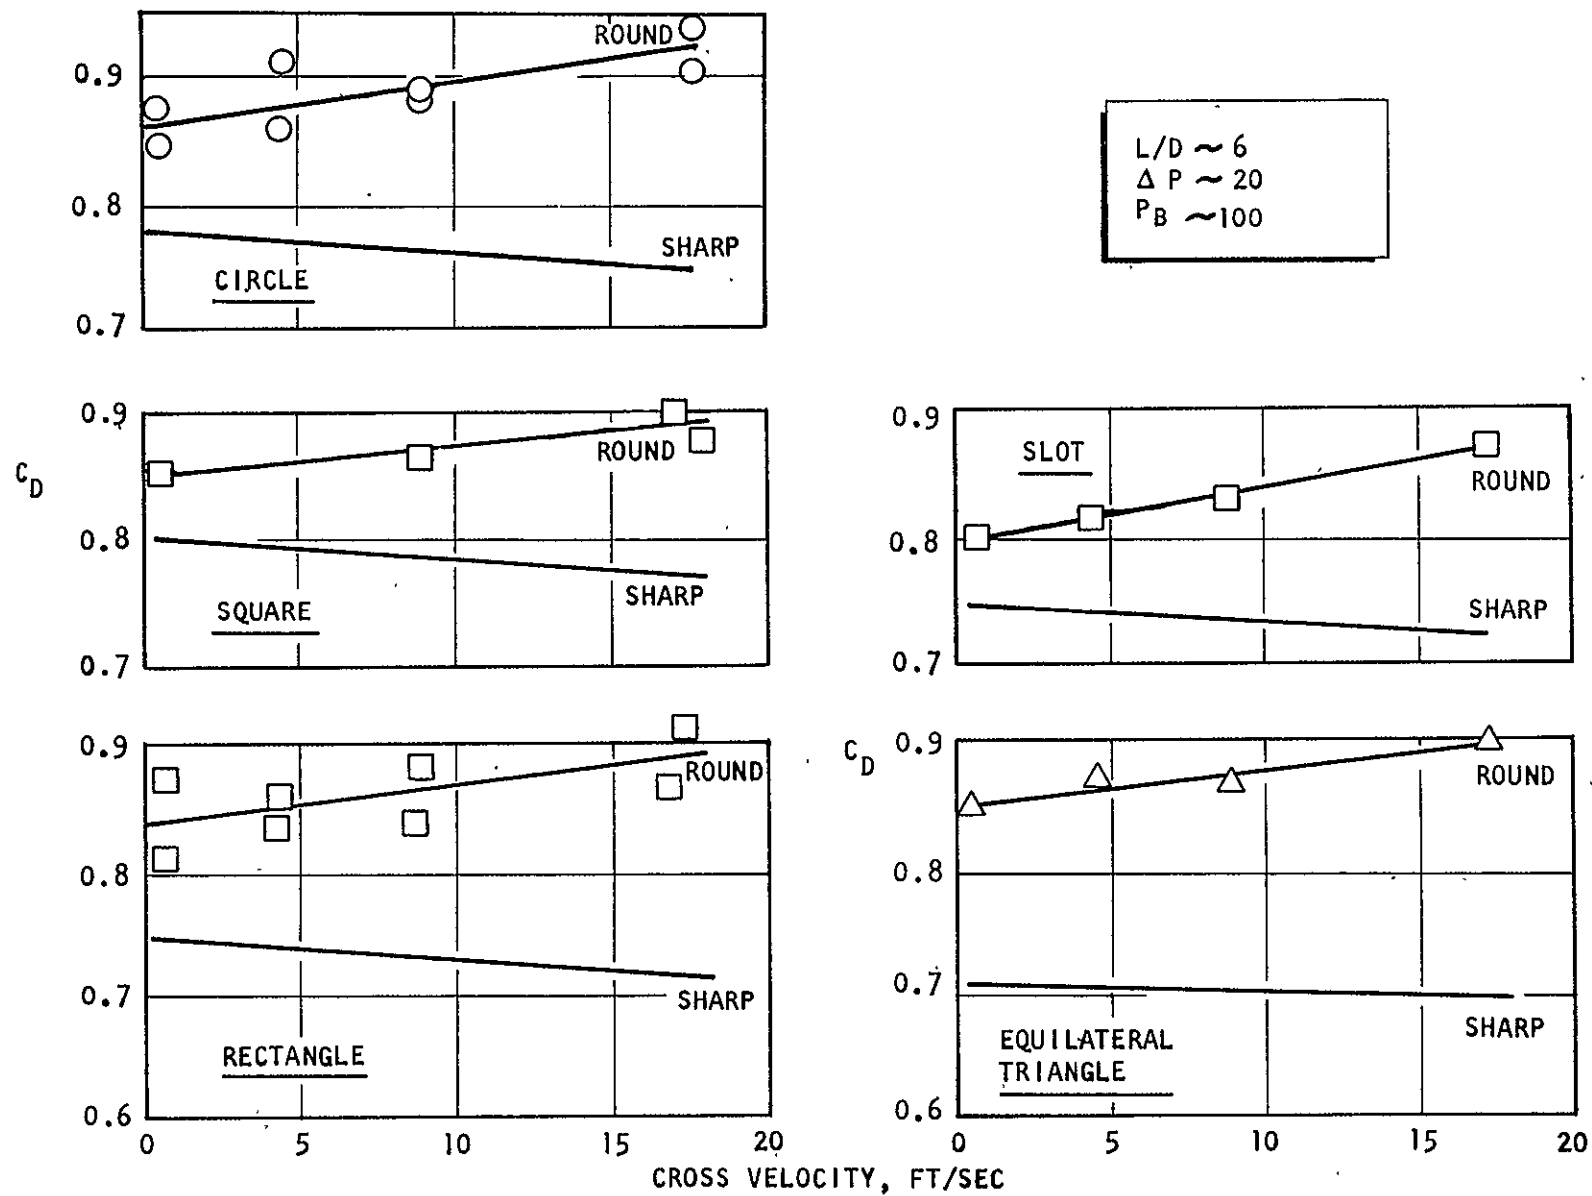 ROUND
0.9
0.8
SHARP
CIRCLE
0.7
L/D ~ 6
Δ P ~ 20
PB ~100
0.9
ROUND
CD
0.8
SHARP
SQUARE
0.7
0.9
SLOT
ROUND
0.8
SHARP
0.7
0.9
ROUND
0.8
0.7
SHARP
RECTANGLE
0.6
0 5 10 15 20
CD
0.9
ROUND
0.8
0.7
SHARP
EQUILATERAL
TRIANGLE
0.6
0 5 10 15 20
CROSS VELOCITY, FT/SEC